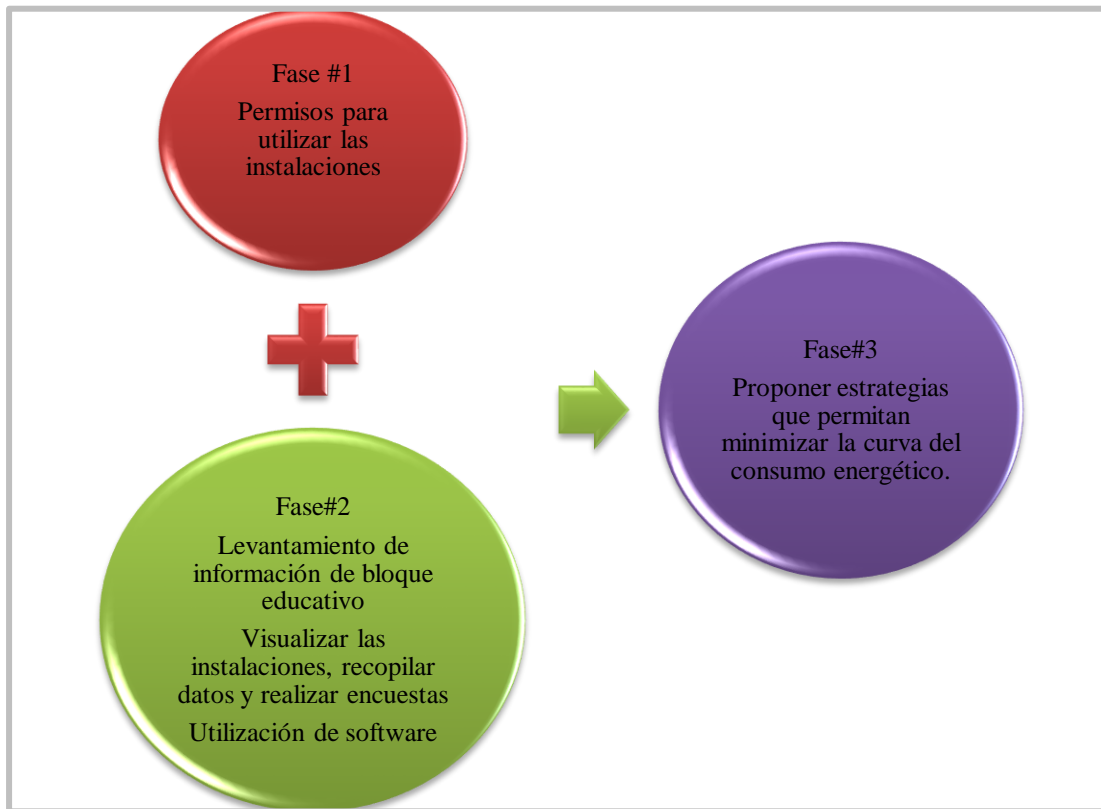 Fase #1
Permisos para
utilizar las
instalaciones
Fase#2
Levantamiento de
información de bloque
educativo
Visualizar las
instalaciones, recopilar
datos y realizar encuestas
Utilización de software
Fase#3
Proponer estrategias
que permitan
minimizar la curva del
consumo energético.